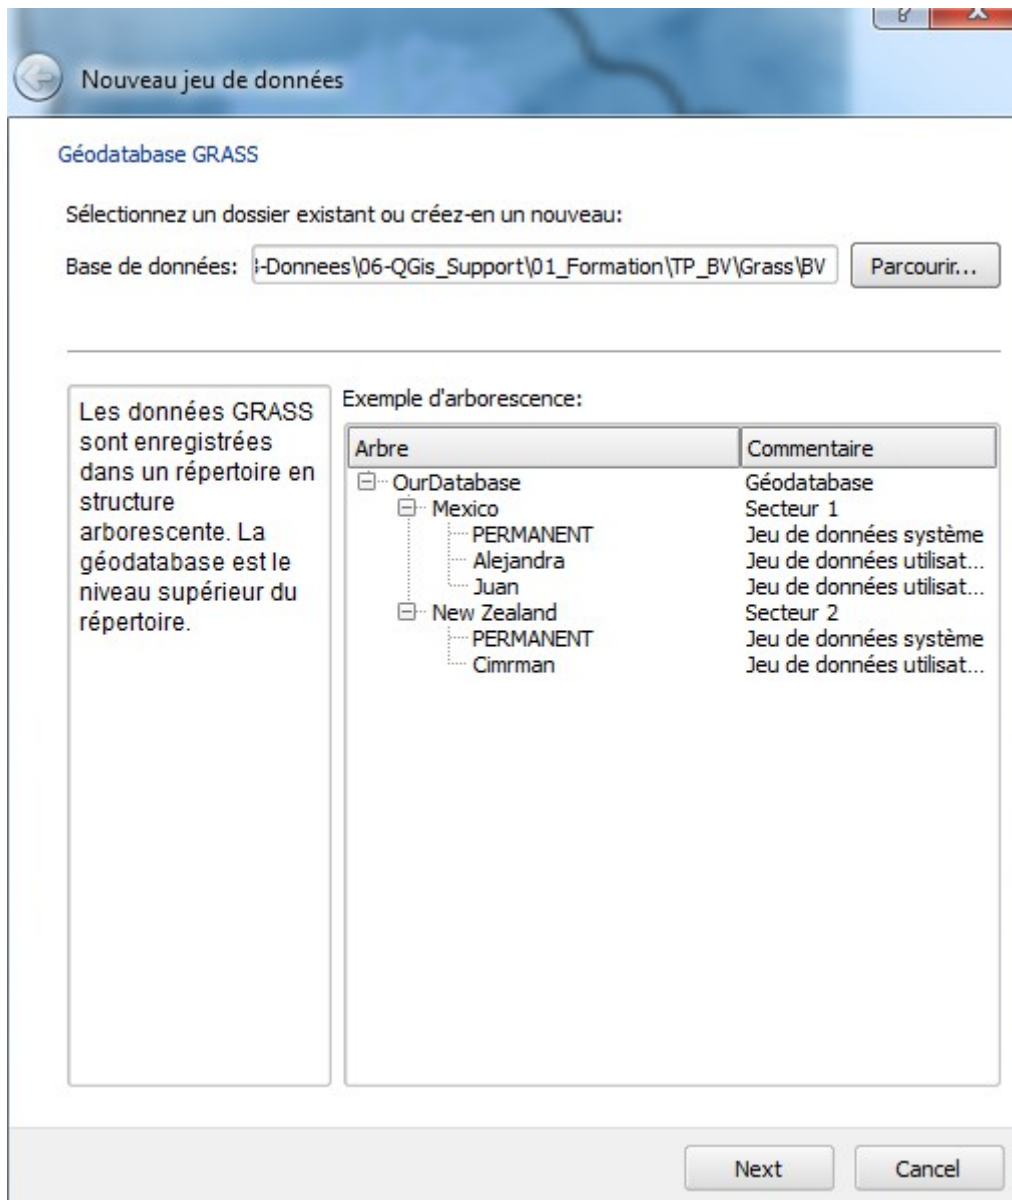 Nouveau jeu de données
Géodatabase GRASS
Sélectionnez un dossier existant ou créez-en un nouveau:
Base de données: -Donnees\06-QGis_Support\01_Formation\TP_BV\Grass\BV Parcourir...
Les données GRASS
sont enregistrées
dans un répertoire en
structure
arborescente. La
géodatabase est le
niveau supérieur du
répertoire.
Exemple d'arborescence:
Arbre Commentaire
OurDatabase Géodatabase
Mexico Secteur 1
PERMANENT Jeu de données système
Alejandra Jeu de données utilisat...
Juan Jeu de données utilisat...
New Zealand Secteur 2
PERMANENT Jeu de données système
Cimrman Jeu de données utilisat...
Next Cancel